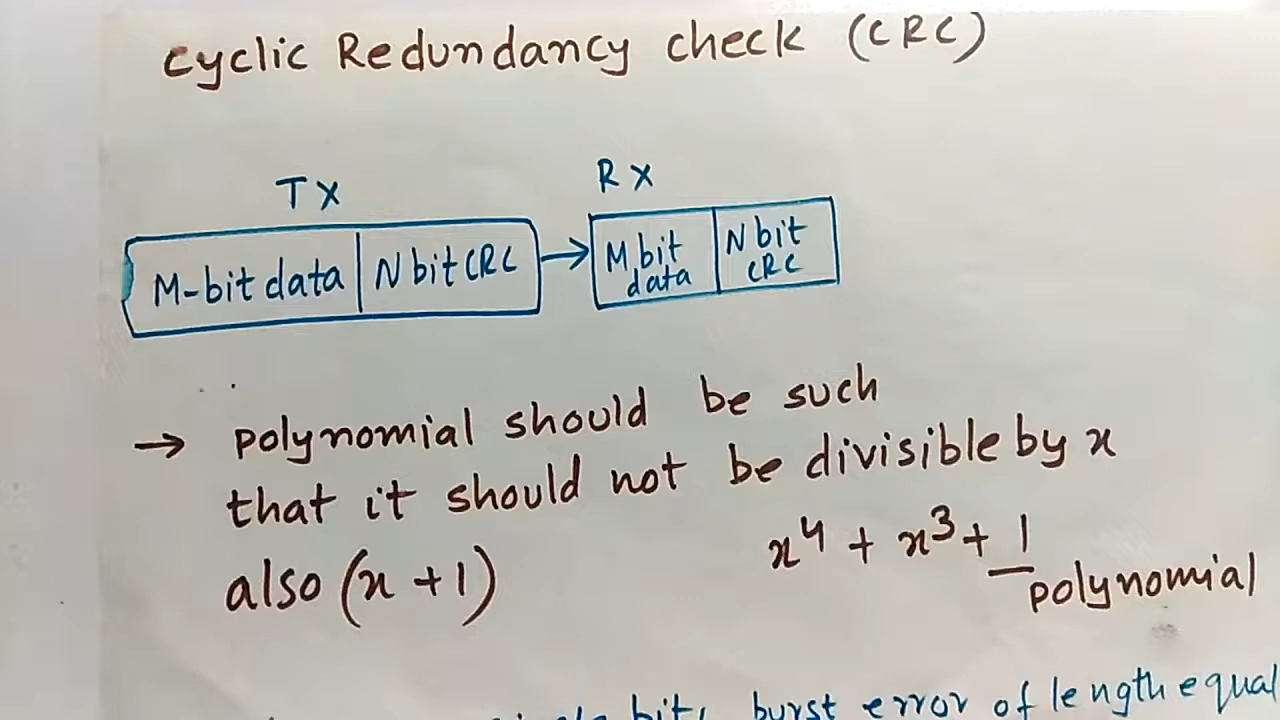 Cyclic Redundancy check (CRC)
TX
RX
M-bit data N bit CRC
M bit data N bit CRC
→ polynomial should be such
that it should not be divisible by x
also (x + 1)
x⁴ + x³ + 1
polynomial
bit, burst error of length equal